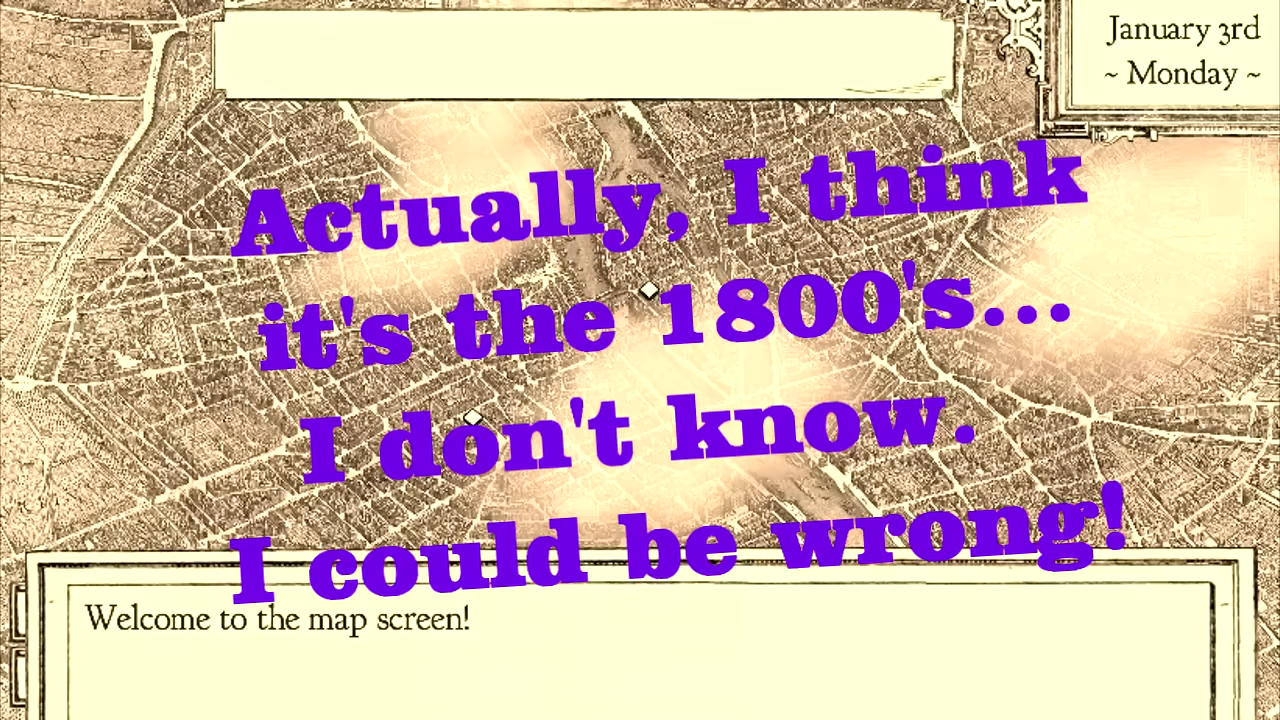 January 3rd
~ Monday ~
Actually, I think
it's the 1800's...
I don't know.
I could be wrong!
Welcome to the map screen!